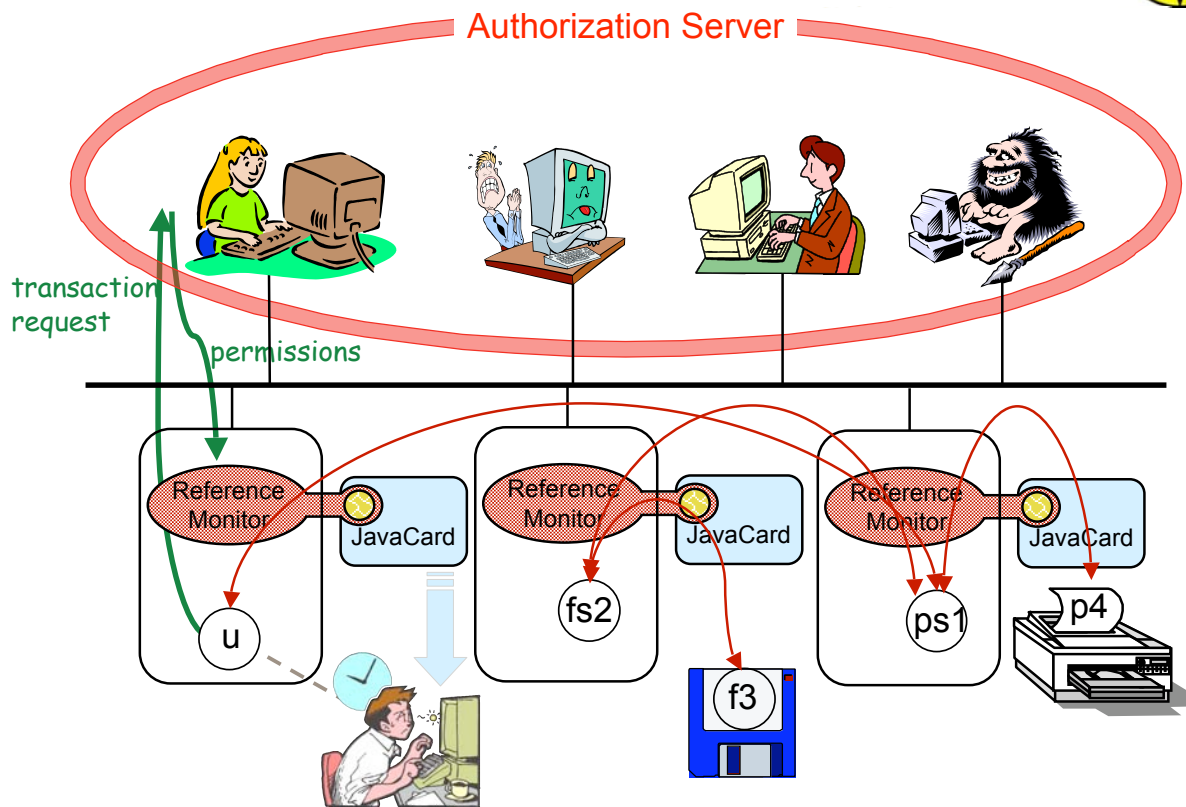 Authorization Server
transaction
request
permissions
Reference
Monitor
JavaCard
Reference
Monitor
JavaCard
Reference
Monitor
JavaCard
u
fs2
ps1
p4
f3